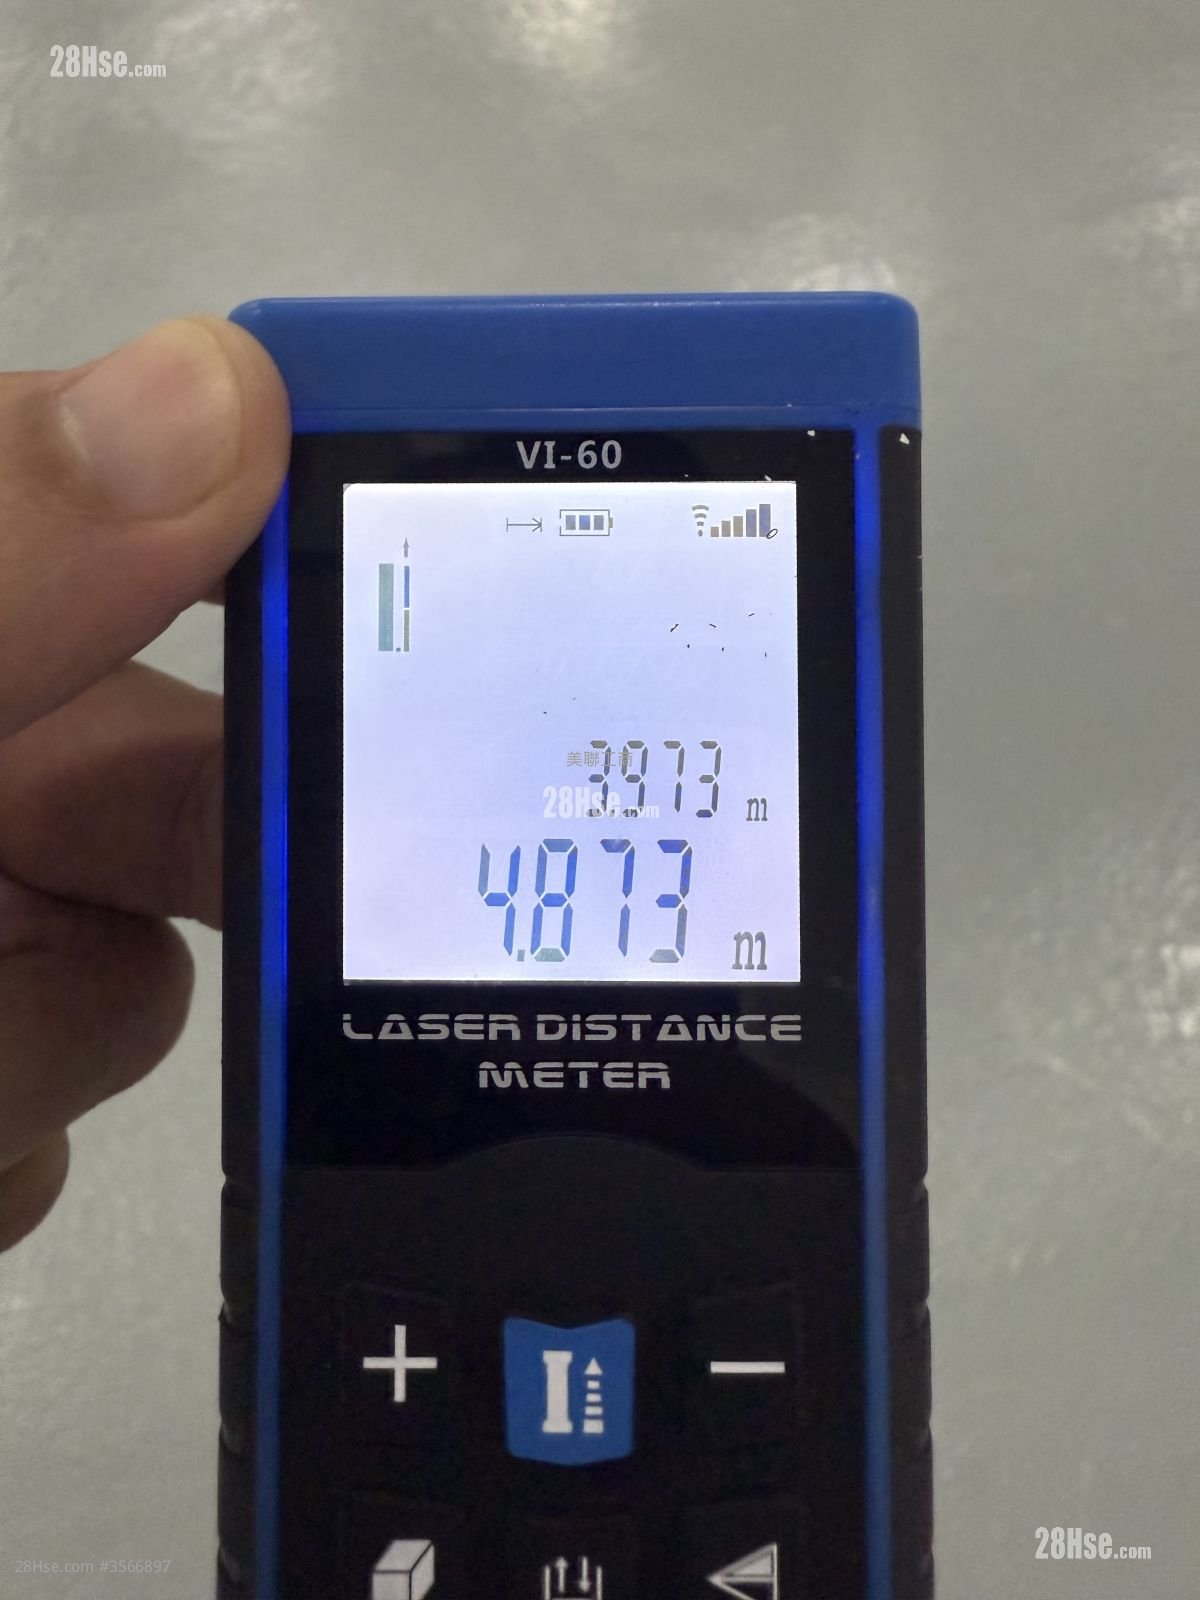 28Hse.com
VI-60
美聯工商
3.973 m
28Hse.com
4.873 m
LASER DISTANCE
METER
28Hse.com
28Hse.com #3566897